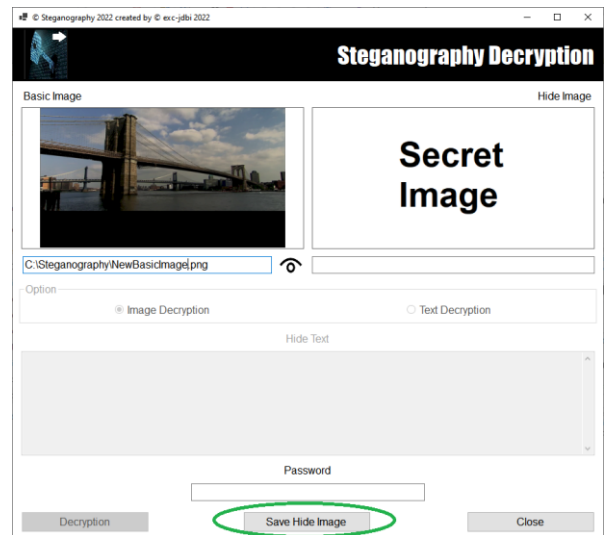 © Steganography 2022 created by © exc-jdbi 2022
Steganography Decryption
Basic Image
Hide Image
Secret
Image
C:\Steganography\NewBasicImage.png
Option
Image Decryption
Text Decryption
Hide Text
Password
Decryption
Save Hide Image
Close